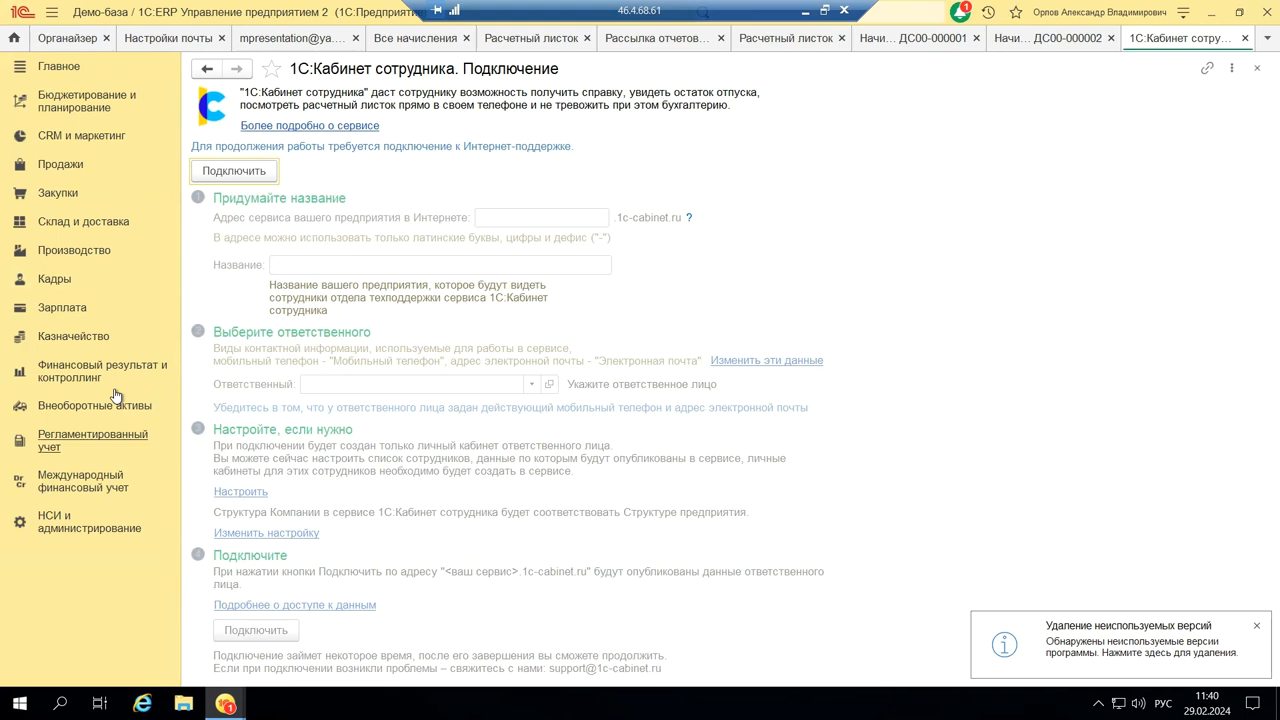 Демо-база / 1С:ERP Управление предприятием 2 (1С:Предприятие
46.4.68.61
1
Орлов Александр Владимирович
Органайзер
Настройки почты
mpresentation@ya....
Все начисления
Расчетный листок
Рассылка отчетов...
Расчетный листок
Начи... ДС00-000001
Начи... ДС00-000002
1С:Кабинет сотру...
Главное
Бюджетирование и
планирование
CRM и маркетинг
Продажи
Закупки
Склад и доставка
Производство
Кадры
Зарплата
Казначейство
Финансовый результат и
контроллинг
Внеоборотные активы
Регламентированный
учет
Международный
финансовый учет
НСИ и
администрирование
1С:Кабинет сотрудника. Подключение
"1С:Кабинет сотрудника" даст сотруднику возможность получить справку, увидеть остаток отпуска,
посмотреть расчетный листок прямо в своем телефоне и не тревожить при этом бухгалтерию.
Более подробно о сервисе
Для продолжения работы требуется подключение к Интернет-поддержке.
Подключить
1 Придумайте название
Адрес сервиса вашего предприятия в Интернете: .1c-cabinet.ru ?
В адресе можно использовать только латинские буквы, цифры и дефис ("-")
Название:
Название вашего предприятия, которое будут видеть
сотрудники отдела техподдержки сервиса 1С:Кабинет
сотрудника
2 Выберите ответственного
Виды контактной информации, используемые для работы в сервисе,
мобильный телефон - "Мобильный телефон", адрес электронной почты - "Электронная почта" Изменить эти данные
Ответственный: Укажите ответственное лицо
Убедитесь в том, что у ответственного лица задан действующий мобильный телефон и адрес электронной почты
3 Настройте, если нужно
При подключении будет создан только личный кабинет ответственного лица.
Вы можете сейчас настроить список сотрудников, данные по которым будут опубликованы в сервисе, личные
кабинеты для этих сотрудников необходимо будет создать в сервисе.
Настроить
Структура Компании в сервисе 1С:Кабинет сотрудника будет соответствовать Структуре предприятия.
Изменить настройку
4 Подключите
При нажатии кнопки Подключить по адресу "<ваш сервис>.1c-cabinet.ru" будут опубликованы данные ответственного
лица.
Подробнее о доступе к данным
Подключить
Подключение займет некоторое время, после его завершения вы сможете продолжить.
Если при подключении возникли проблемы – свяжитесь с нами: support@1c-cabinet.ru
Удаление неиспользуемых версий
Обнаружены неиспользуемые версии
программы. Нажмите здесь для удаления.
Dr
Cr
1
РУС
11:40
29.02.2024